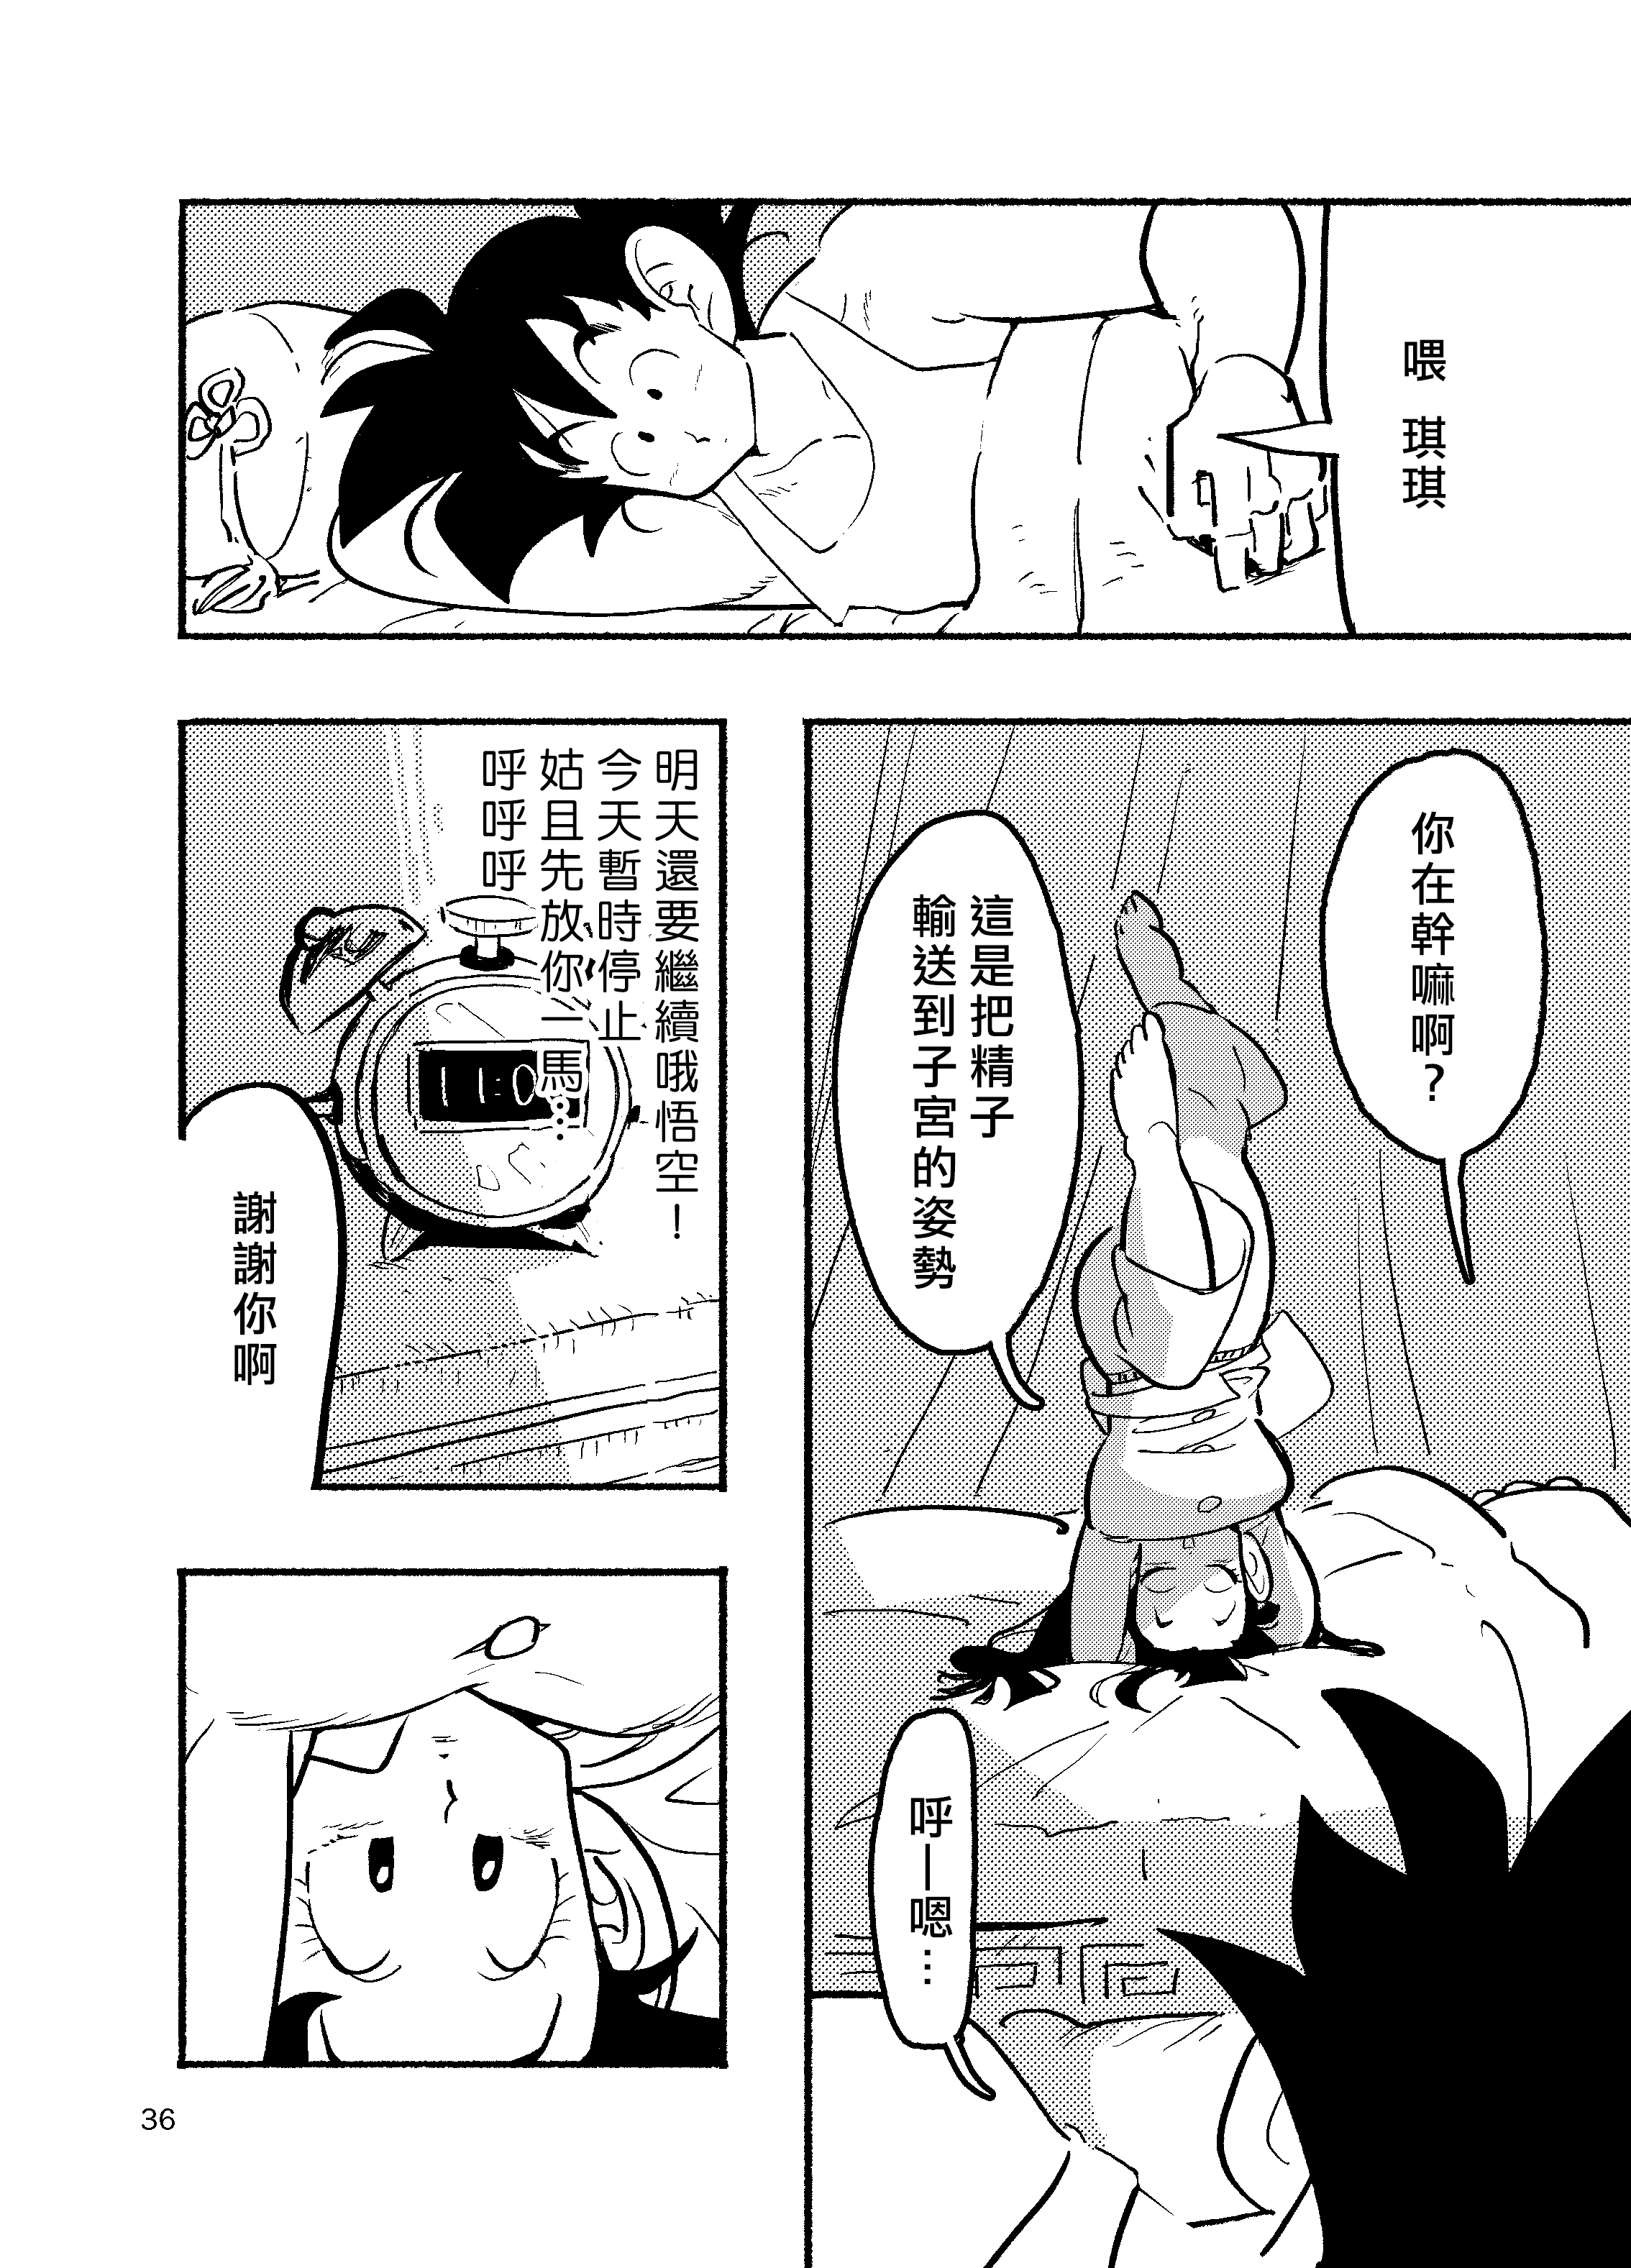 喂 琪琪
你在幹嘛啊?
這是把精子
輸送到子宮的姿勢
呼—嗯…
明天還要繼續哦悟空!
今天暫時停止
姑且先放你一馬…
呼呼呼
謝謝你啊
36